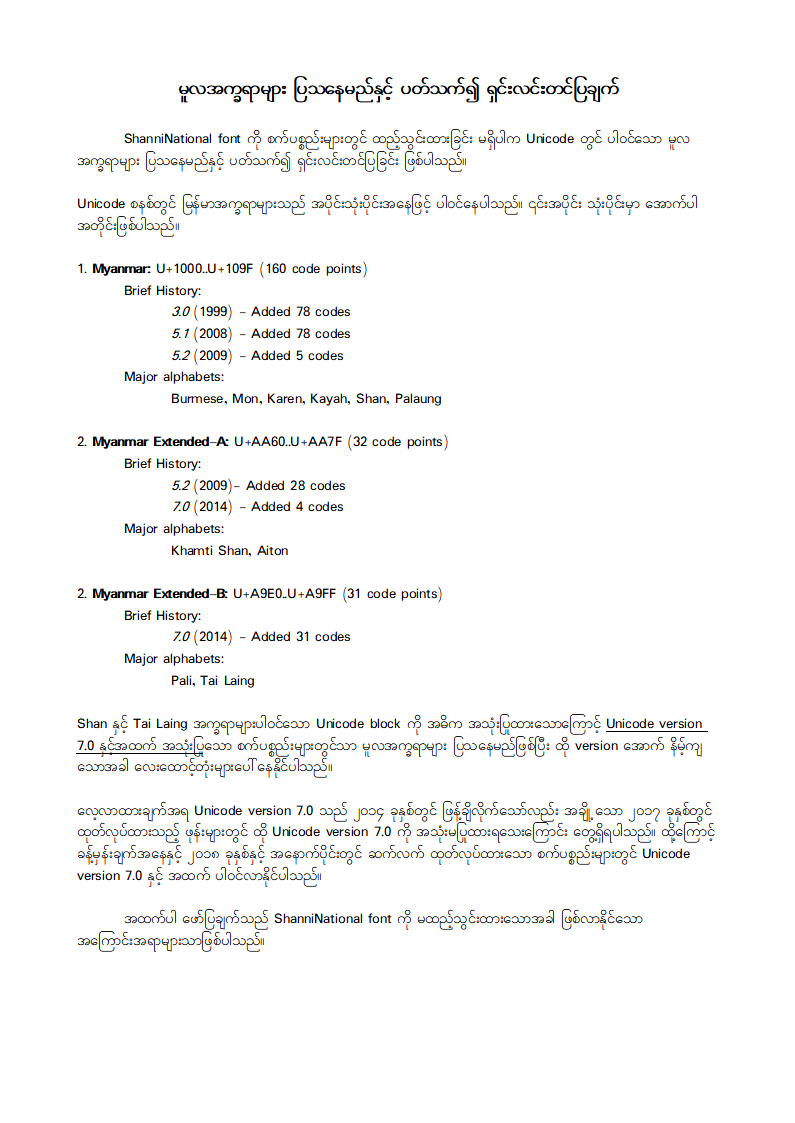 မူလအက္ခရာများ ပြသနေမည်နှင့် ပတ်သက်၍ ရှင်းလင်းတင်ပြချက်
ShanniNational font ကို စက်ပစ္စည်းများတွင် ထည့်သွင်းထားခြင်း မရှိပါက Unicode တွင် ပါဝင်သော မူလ
အက္ခရာများ ပြသနေမည်နှင့် ပတ်သက်၍ ရှင်းလင်းတင်ပြခြင်း ဖြစ်ပါသည်။
Unicode စနစ်တွင် မြန်မာအက္ခရာများသည် အပိုင်းသုံးပိုင်းအနေဖြင့် ပါဝင်နေပါသည်။ ၎င်းအပိုင်း သုံးပိုင်းမှာ အောက်ပါ
အတိုင်းဖြစ်ပါသည်။
1. Myanmar: U+1000..U+109F (160 code points)
Brief History:
3.0 (1999) – Added 78 codes
5.1 (2008) – Added 78 codes
5.2 (2009) – Added 5 codes
Major alphabets:
Burmese, Mon, Karen, Kayah, Shan, Palaung
2. Myanmar Extended–A: U+AA60..U+AA7F (32 code points)
Brief History:
5.2 (2009)– Added 28 codes
7.0 (2014) – Added 4 codes
Major alphabets:
Khamti Shan, Aiton
2. Myanmar Extended–B: U+A9E0..U+A9FF (31 code points)
Brief History:
7.0 (2014) – Added 31 codes
Major alphabets:
Pali, Tai Laing
Shan နှင့် Tai Laing အက္ခရာများပါဝင်သော Unicode block ကို အဓိက အသုံးပြုထားသောကြောင့် Unicode version
7.0 နှင့်အထက် အသုံးပြုသော စက်ပစ္စည်းများတွင်သာ မူလအက္ခရာများ ပြသနေမည်ဖြစ်ပြီး ထို version အောက် နိမ့်ကျ
သောအခါ လေးထောင့်တုံးများပေါ်နေနိုင်ပါသည်။
လေ့လာထားချက်အရ Unicode version 7.0 သည် ၂၀၁၄ ခုနှစ်တွင် ဖြန့်ချိလိုက်သော်လည်း အချို့ သော ၂၀၁၇ ခုနှစ်တွင်
ထုတ်လုပ်ထားသည့် ဖုန်းများတွင် ထို Unicode version 7.0 ကို အသုံးမပြုထားရသေးကြောင်း တွေ့ရှိရပါသည်။ ထို့ကြောင့်
ခန့်မှန်းချက်အနေနှင့် ၂၀၁၈ ခုနှစ်နှင့် အနောက်ပိုင်းတွင် ဆက်လက် ထုတ်လုပ်ထားသော စက်ပစ္စည်းများတွင် Unicode
version 7.0 နှင့် အထက် ပါဝင်လာနိုင်ပါသည်။
အထက်ပါ ဖော်ပြချက်သည် ShanniNational font ကို မထည့်သွင်းထားသောအခါ ဖြစ်လာနိုင်သော
အကြောင်းအရာများသာဖြစ်ပါသည်။